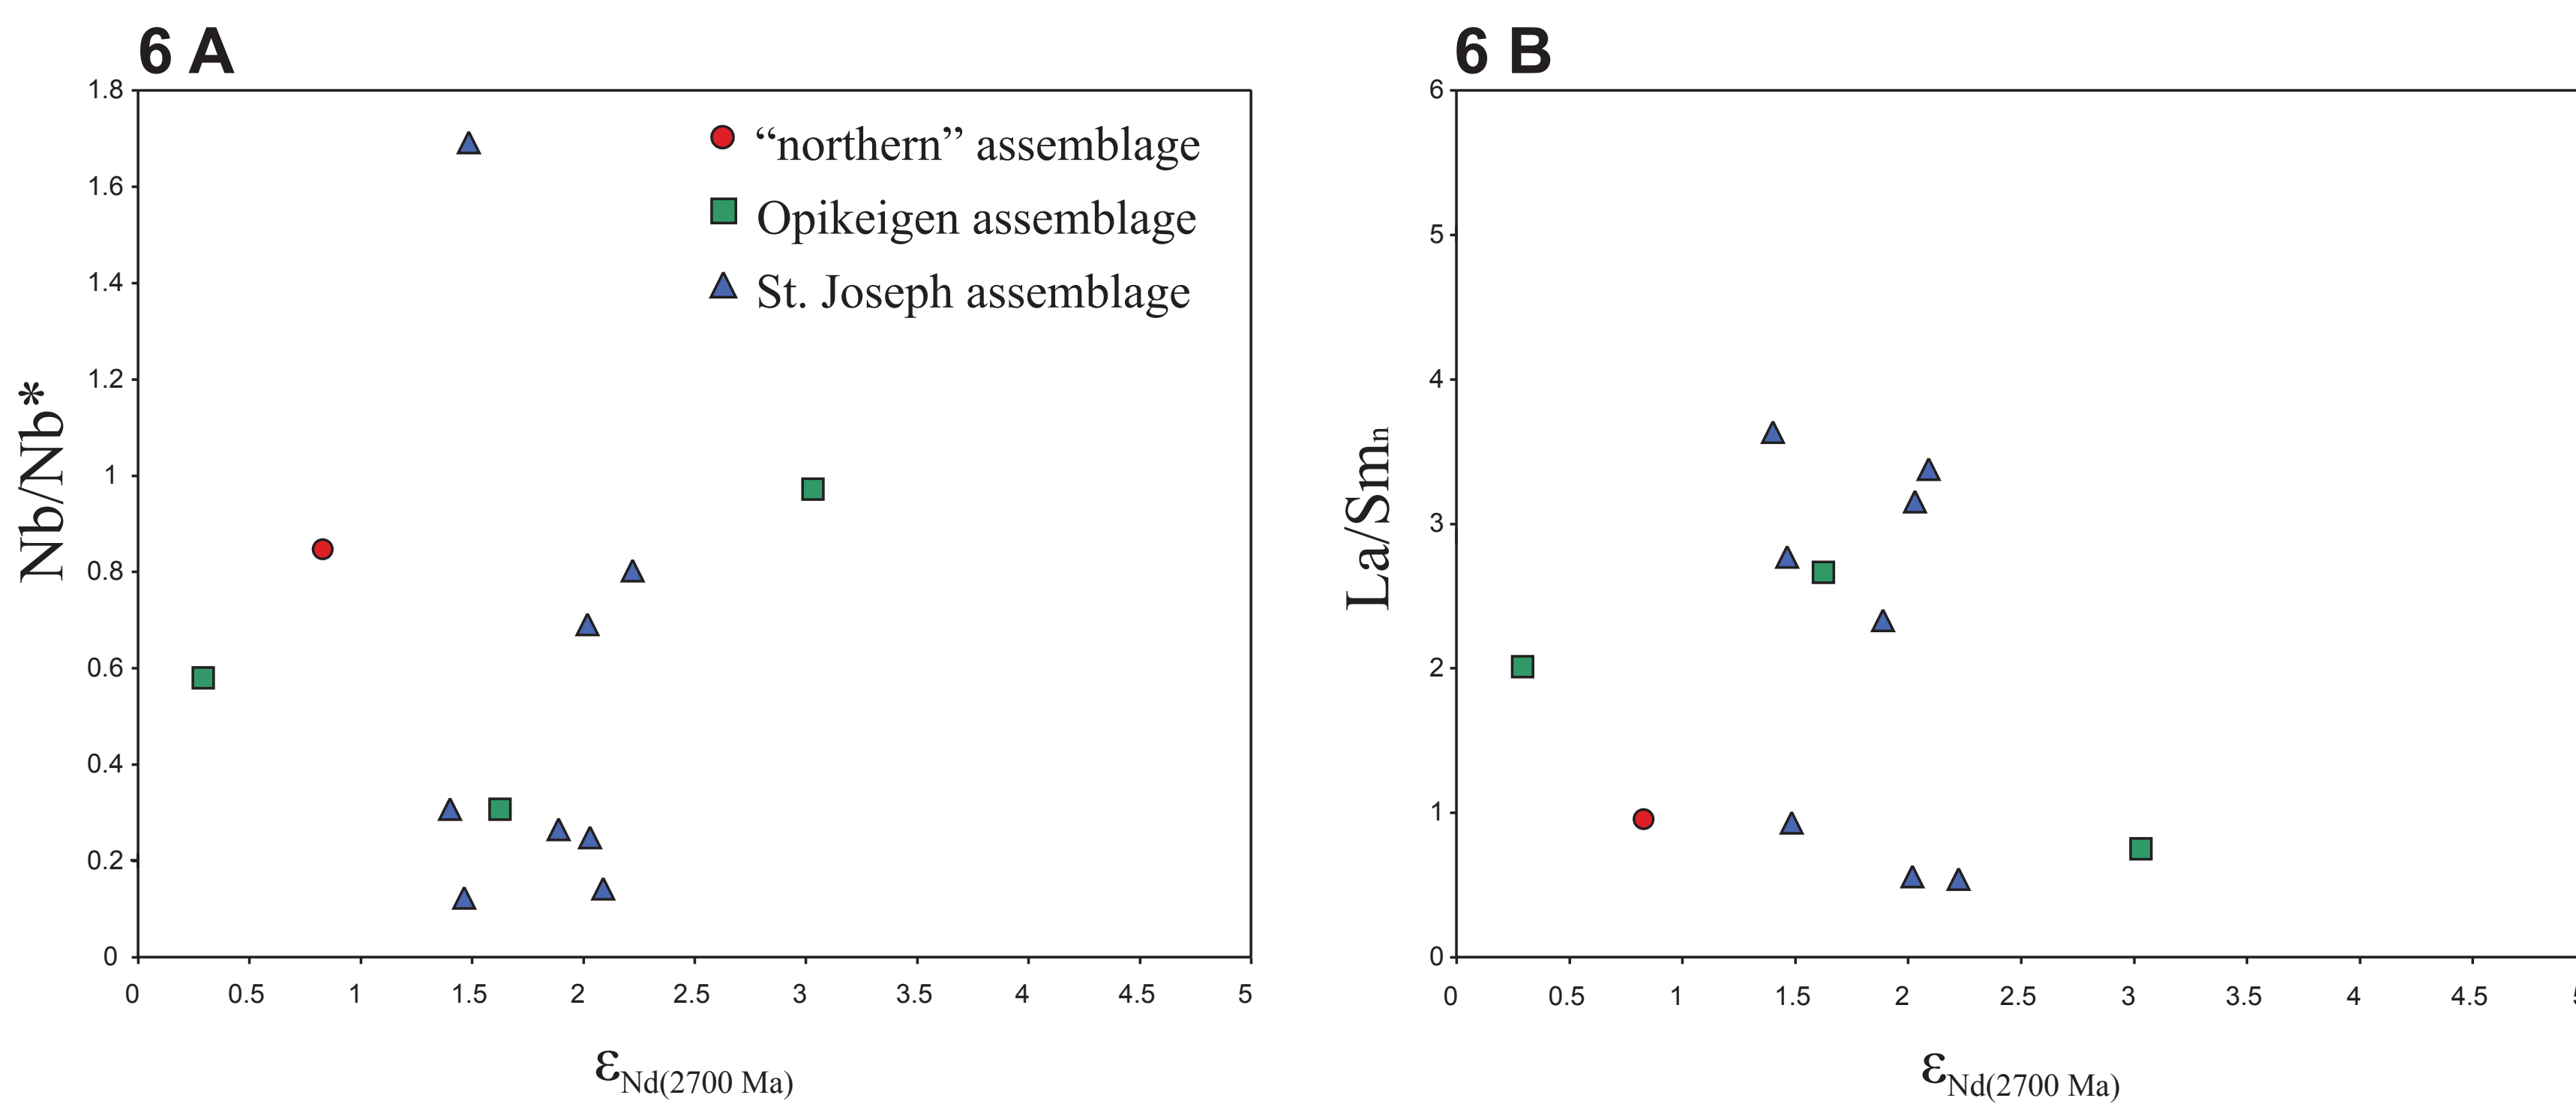 6 A
1.8
1.6
1.4
1.2
1
0.8
0.6
0.4
0.2
0
Nb/Nb*
“northern” assemblage
Opikeigen assemblage
St. Joseph assemblage
0 0.5 1 1.5 2 2.5 3 3.5 4 4.5 5
εNd(2700 Ma)
6 B
6
5
4
3
2
1
0
La/Smn
0 0.5 1 1.5 2 2.5 3 3.5 4 4.5
εNd(2700 Ma)